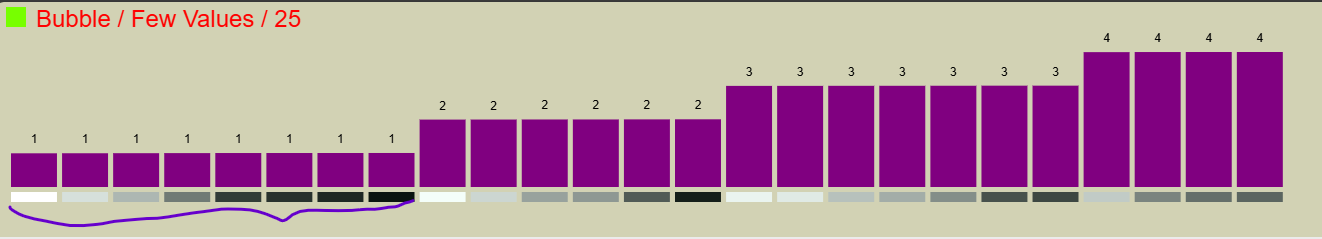 Bubble / Few Values / 25
4 4 4 4
3 3 3 3 3 3 3
2 2 2 2 2 2
1 1 1 1 1 1 1 1